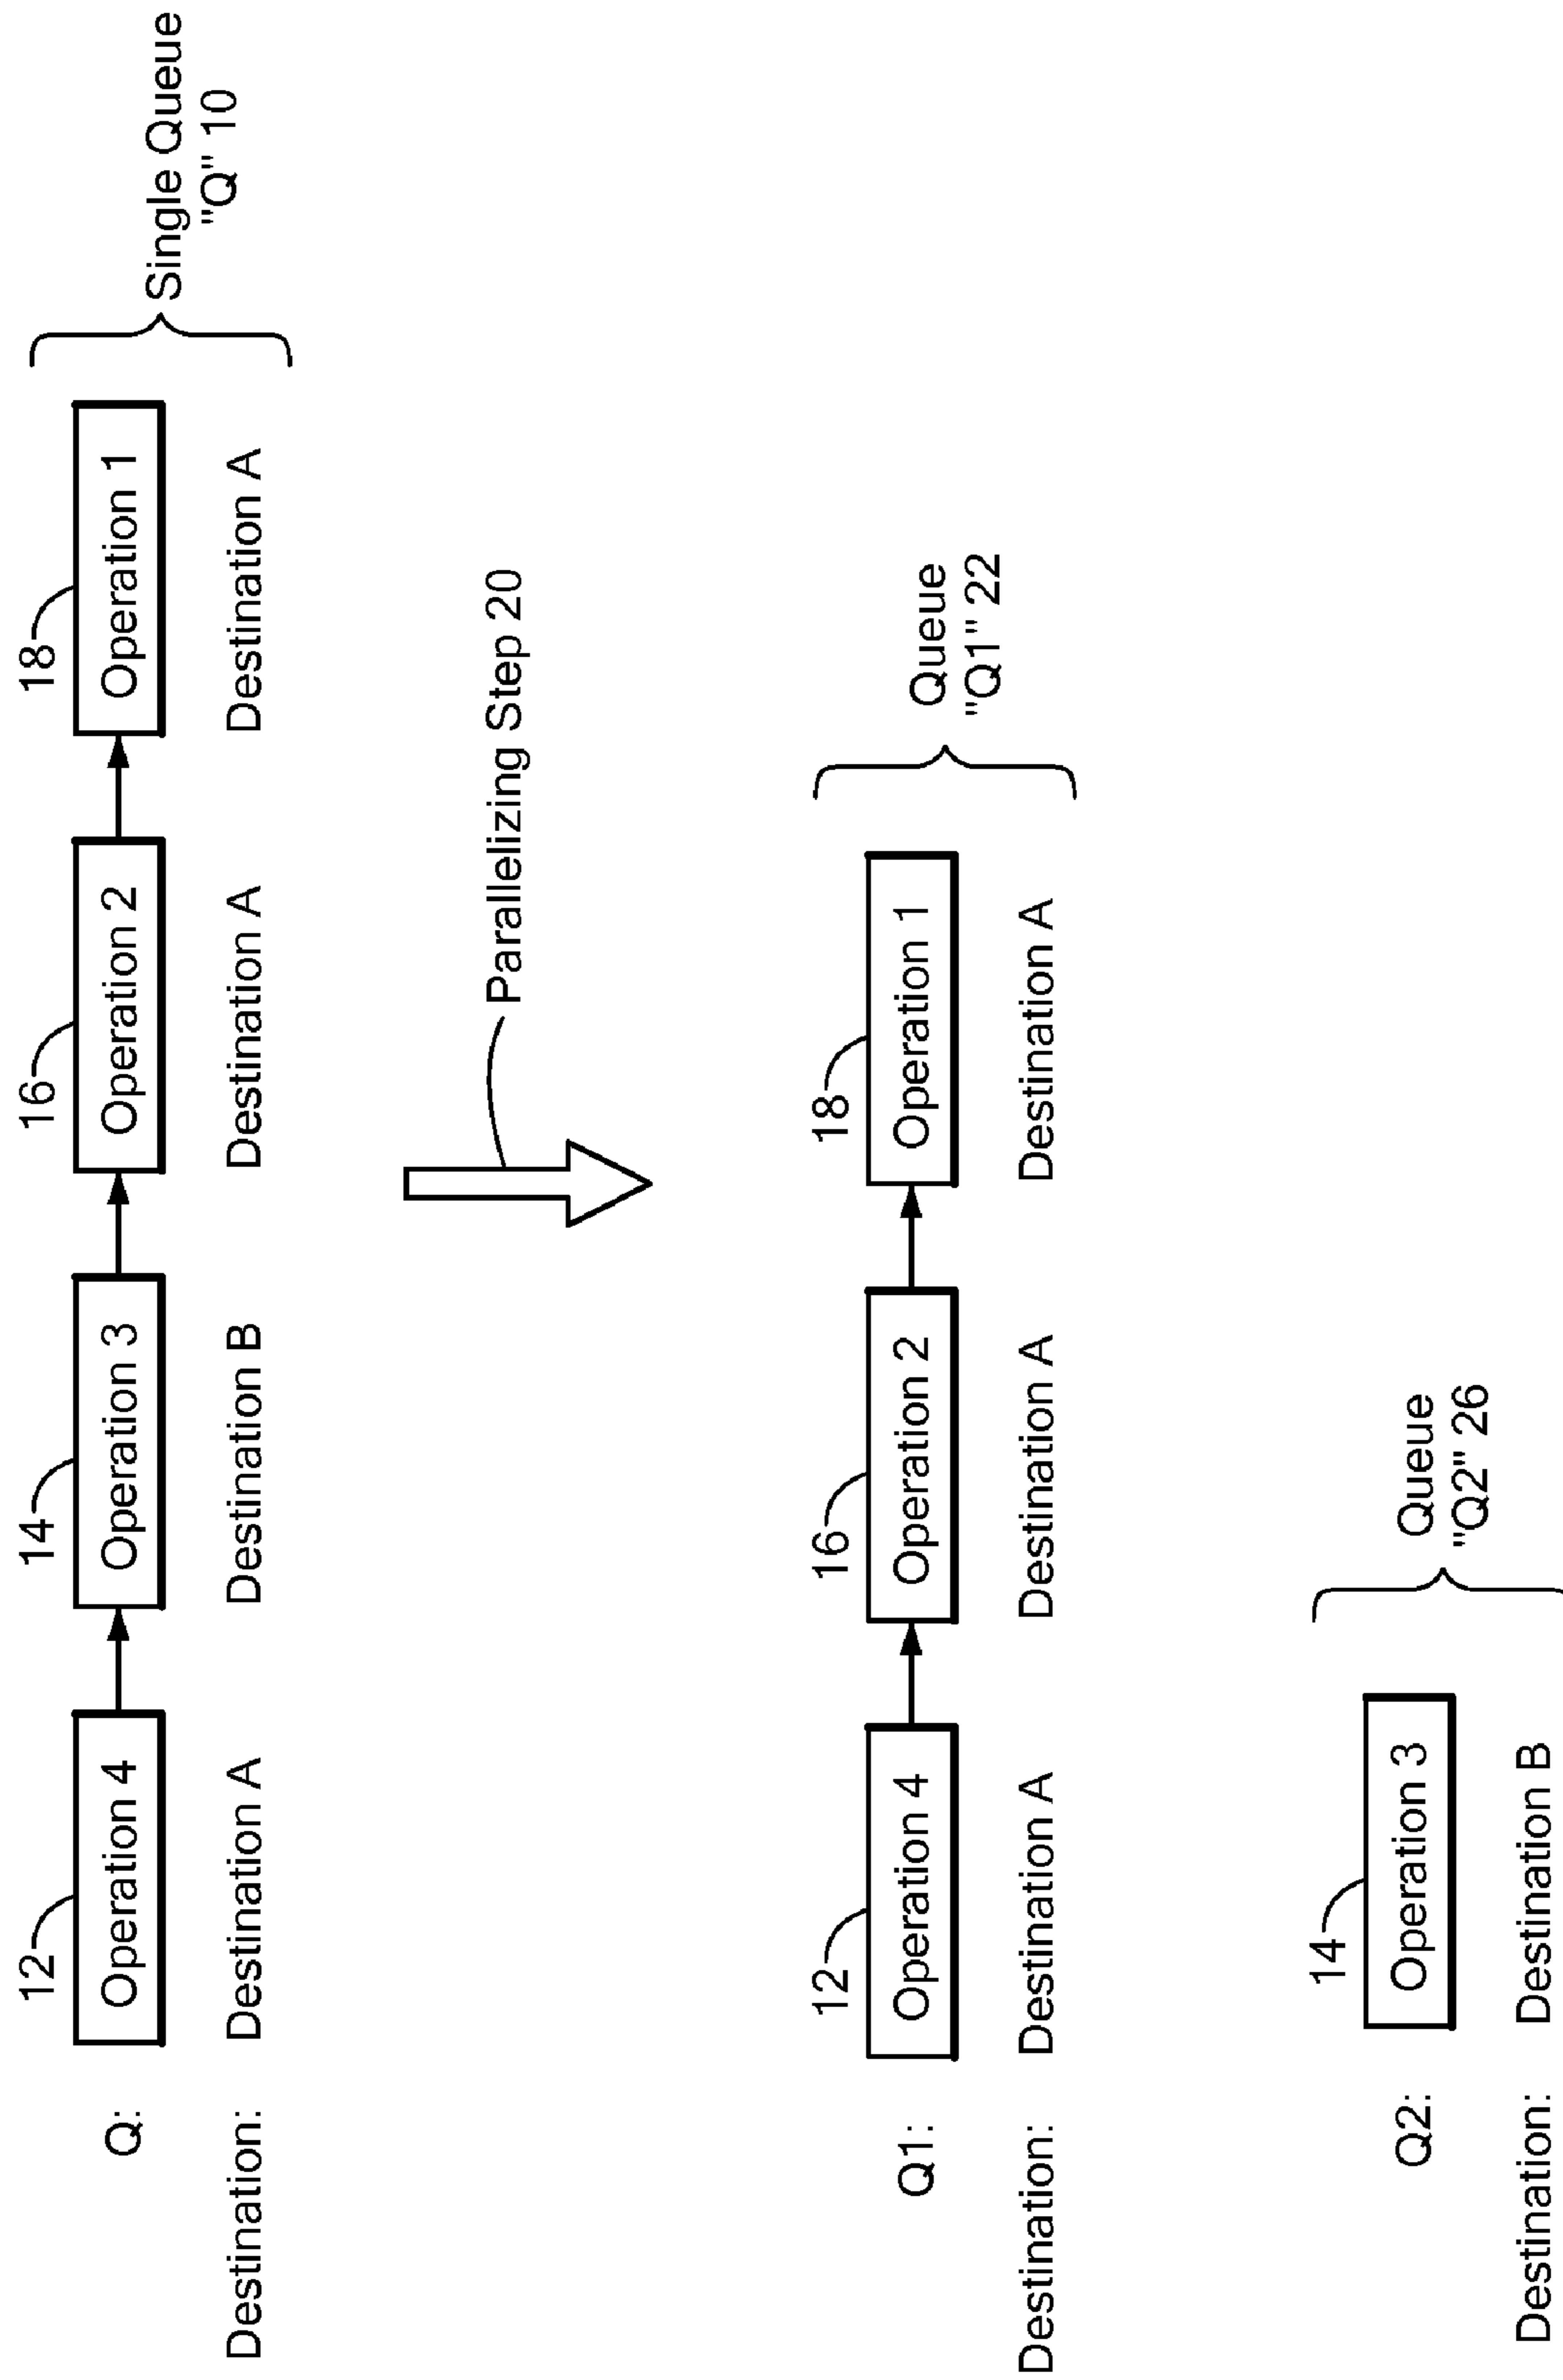 12
14
16
18
Q:
Operation 4
Operation 3
Operation 2
Operation 1
Single Queue
"Q" 10
Destination:
Destination A
Destination B
Destination A
Destination A
Parallelizing Step 20
12
16
18
Q1:
Operation 4
Operation 2
Operation 1
Queue
"Q1" 22
Destination:
Destination A
Destination A
Destination A
14
Q2:
Operation 3
Queue
"Q2" 26
Destination:
Destination B